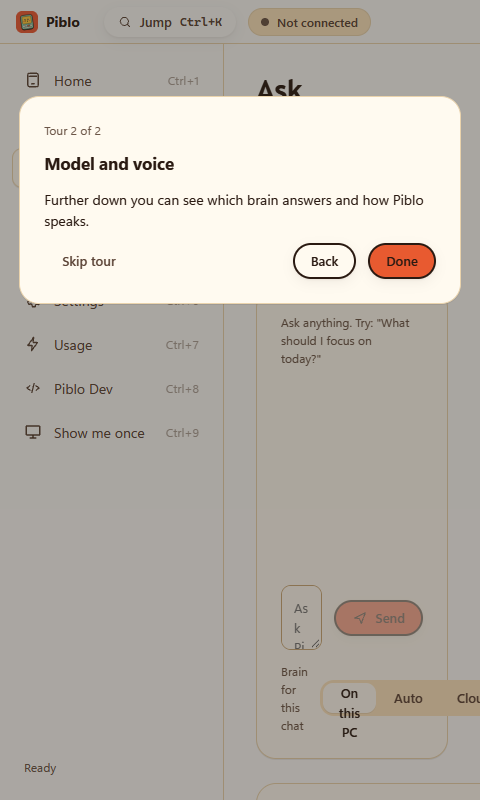 Piblo
Jump Ctrl+K
Not connected
Home Ctrl+1
Ask
Tour 2 of 2
Model and voice
Further down you can see which brain answers and how Piblo
speaks.
Skip tour
Back
Done
Usage Ctrl+7
Piblo Dev Ctrl+8
Show me once Ctrl+9
Ask anything. Try: "What
should I focus on
today?"
As
k
Pi
Send
Brain
for
this
chat
On
this
PC
Auto
Clou
Ready